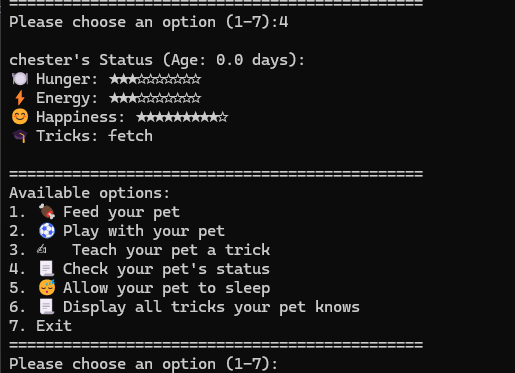 ==============================================
Please choose an option (1-7):4

chester's Status (Age: 0.0 days):
🍽️ Hunger: ★★★☆☆☆☆☆☆☆
⚡ Energy: ★★★☆☆☆☆☆☆☆
😊 Happiness: ★★★★★★★★★☆
🎓 Tricks: fetch

==============================================
Available options:
1. 🍖 Feed your pet
2. ⚽ Play with your pet
3. ✍ Teach your pet a trick
4. 📃 Check your pet's status
5. 😴 Allow your pet to sleep
6. 📃 Display all tricks your pet knows
7. Exit
==============================================
Please choose an option (1-7):